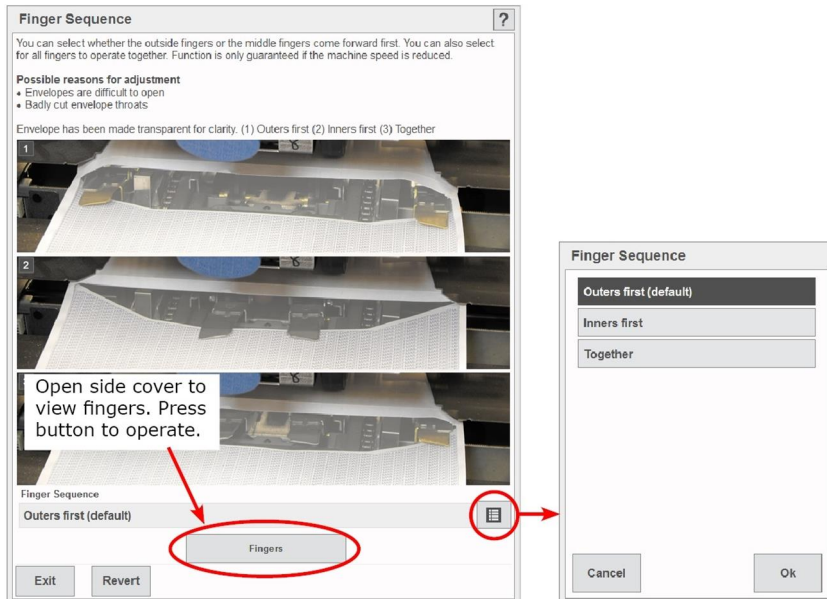 Finger Sequence
?
You can select whether the outside fingers or the middle fingers come forward first. You can also select
for all fingers to operate together. Function is only guaranteed if the machine speed is reduced.
Possible reasons for adjustment
• Envelopes are difficult to open
• Badly cut envelope throats
Envelope has been made transparent for clarity. (1) Outers first (2) Inners first (3) Together
1
2
Open side cover to
view fingers. Press
button to operate.
Finger Sequence
Outers first (default)
Fingers
Exit
Revert
Finger Sequence
Outers first (default)
Inners first
Together
Cancel
Ok